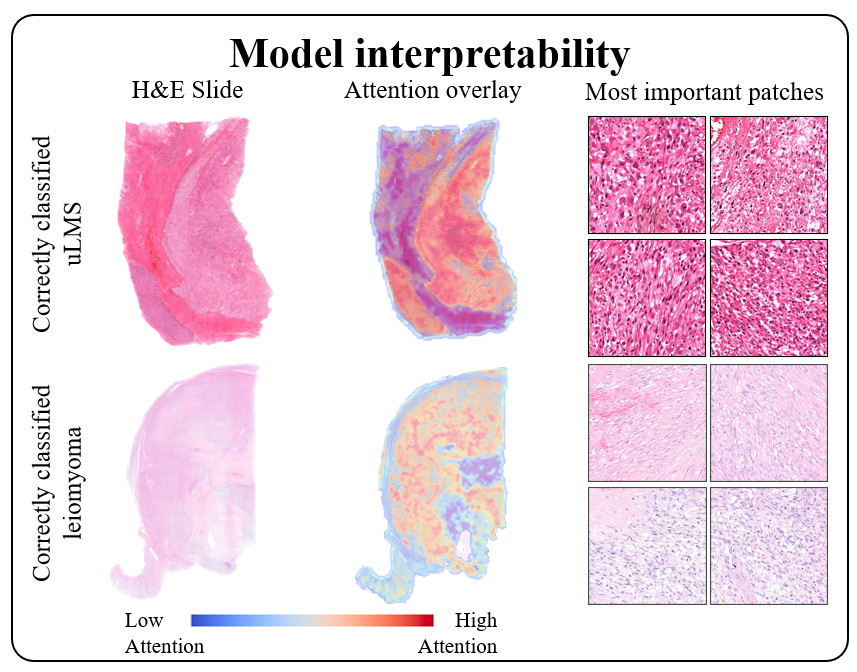 Model interpretability
H&E Slide
Attention overlay
Most important patches
Correctly classified
uLMS
Correctly classified
leiomyoma
Low
Attention
High
Attention